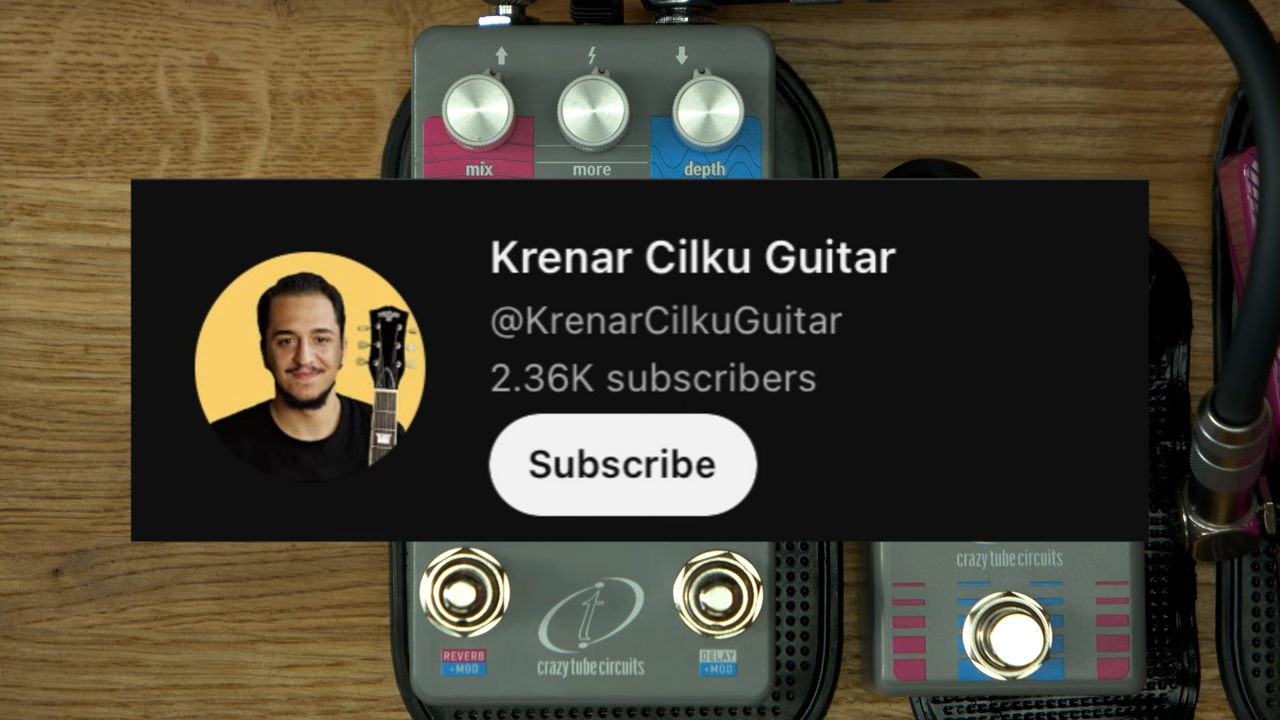 mix more depth
Krenar Cilku Guitar
@KrenarCilkuGuitar
2.36K subscribers
Subscribe
crazy tube circuits
REVERB
+MOD
t
crazy tube circuits
DELAY
+MOD